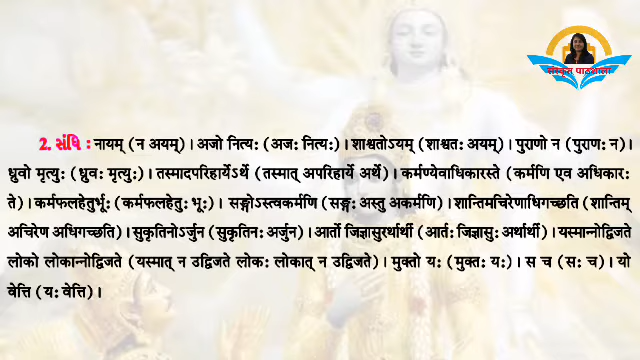 संस्कृत पाठशाला
2. સંધિ : नायम् (न अयम्)। अजो नित्य: (अज: नित्य:)। शाश्वतोऽयम् (शाश्वत: अयम्)। पुराणो न (पुराण: न)।
ध्रुवो मृत्यु: (ध्रुव: मृत्यु:)। तस्मादपरिहार्येऽर्थे (तस्मात् अपरिहार्ये अर्थे)। कर्मण्येवाधिकारस्ते (कर्मणि एव अधिकार:
ते)। कर्मफलहेतुर्भू: (कर्मफलहेतु: भू:)। सङ्गोऽस्त्वकर्मणि (सङ्ग: अस्तु अकर्मणि)। शान्तिमचिरेणाधिगच्छति (शान्तिम्
अचिरेण अधिगच्छति)। सुकृतिनोऽर्जुन (सुकृतिन: अर्जुन)। आर्तो जिज्ञासुरर्थार्थी (आर्त: जिज्ञासु: अर्थार्थी)। यस्मान्नोद्विजते
लोको लोकान्नोद्विजते (यस्मात् न उद्विजते लोक: लोकात् न उद्विजते)। मुक्तो य: (मुक्त: य:)। स च (स: च)। यो
वेत्ति (य: वेत्ति)।